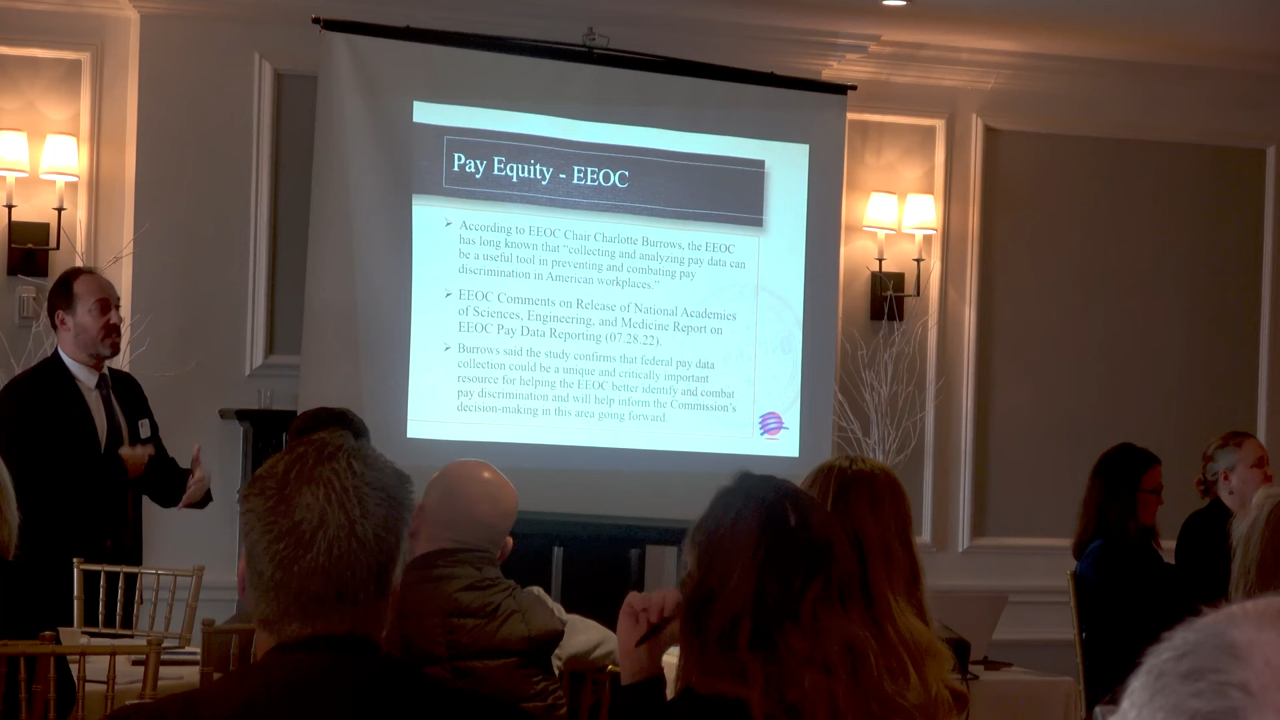 Pay Equity - EEOC
According to EEOC Chair Charlotte Burrows, the EEOC
has long known that “collecting and analyzing pay data can
be a useful tool in preventing and combating pay
discrimination in American workplaces.”
EEOC Comments on Release of National Academies
of Sciences, Engineering, and Medicine Report on
EEOC Pay Data Reporting (07.28.22).
Burrows said the study confirms that federal pay data
collection could be a unique and critically important
resource for helping the EEOC better identify and combat
pay discrimination and will help inform the Commission’s
decision-making in this area going forward.